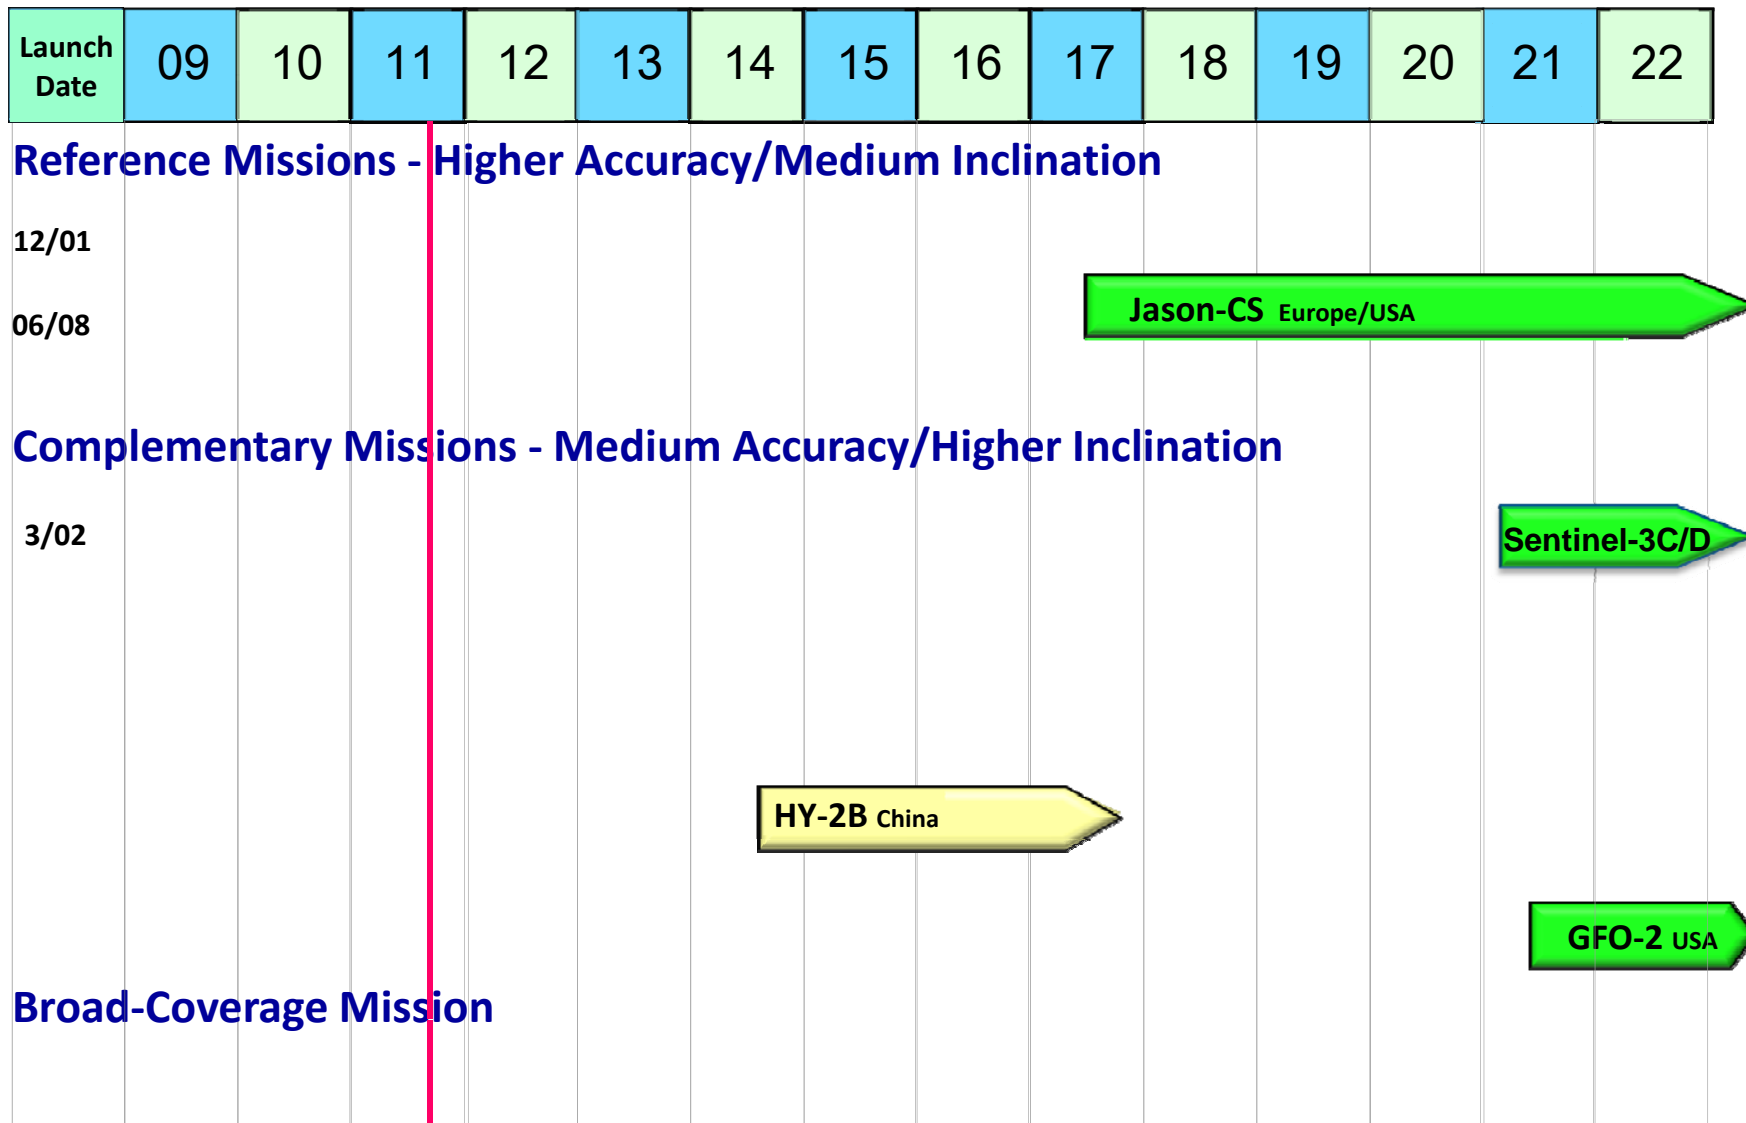 Launch
Date
09 10 11 12 13 14 15 16 17 18 19 20 21 22
Reference Missions - Higher Accuracy/Medium Inclination
12/01
Jason-CS Europe/USA
06/08
Complementary Missions - Medium Accuracy/Higher Inclination
3/02
Sentinel-3C/D
HY-2B China
GFO-2 USA
Broad-Coverage Mission